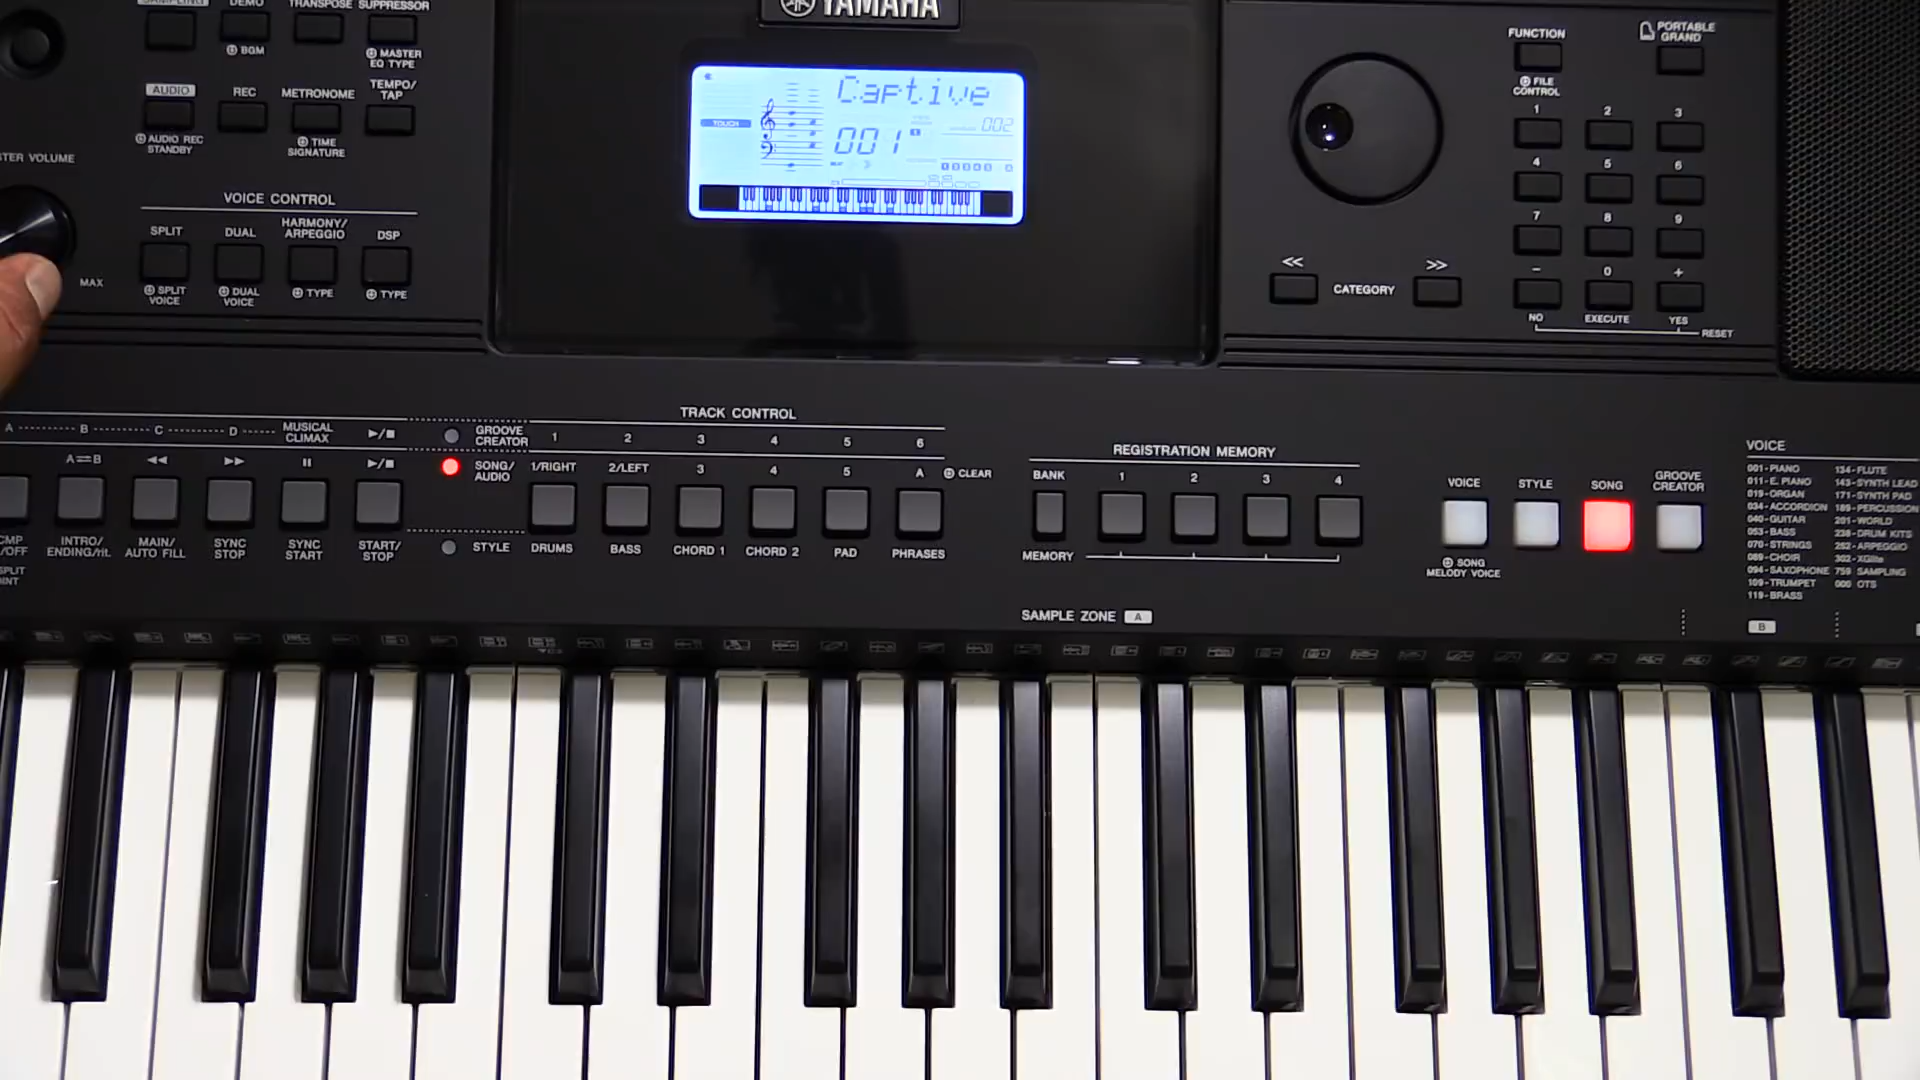 DEMO
TRANSPOSE
SUPPRESSOR
YAMAHA
BGM
MASTER
EQ TYPE
AUDIO
REC
METRONOME
TEMPO/
TAP
AUDIO REC
STANDBY
TIME
SIGNATURE
TER VOLUME
MAX
VOICE CONTROL
SPLIT
DUAL
HARMONY/
ARPEGGIO
DSP
SPLIT
VOICE
DUAL
VOICE
TYPE
TYPE
Captive
TOUCH
001
002
FUNCTION
PORTABLE
GRAND
FILE
CONTROL
1
2
3
4
5
6
7
8
9
-
0
+
NO
EXECUTE
YES
RESET
<<
CATEGORY
>>
A
B
C
D
MUSICAL
CLIMAX
GROOVE
CREATOR
TRACK CONTROL
1
2
3
4
5
6
A
B
SONG/
AUDIO
1/RIGHT
2/LEFT
3
4
5
A
CLEAR
CMP
/OFF
INTRO/
ENDING/rit.
MAIN/
AUTO FILL
SYNC
STOP
SYNC
START
START/
STOP
STYLE
DRUMS
BASS
CHORD 1
CHORD 2
PAD
PHRASES
SPLIT
INT
REGISTRATION MEMORY
BANK
1
2
3
4
MEMORY
VOICE
STYLE
SONG
GROOVE
CREATOR
SONG
MELODY VOICE
SAMPLE ZONE A
B
VOICE
001-PIANO
011-E. PIANO
019-ORGAN
034-ACCORDION
040-GUITAR
053-BASS
070-STRINGS
089-CHOIR
094-SAXOPHONE
109-TRUMPET
119-BRASS
134-FLUTE
143-SYNTH LEAD
171-SYNTH PAD
189-PERCUSSION
201-WORLD
238-DRUM KITS
252-ARPEGGIO
302-XGlite
759 SAMPLING
000 OTS